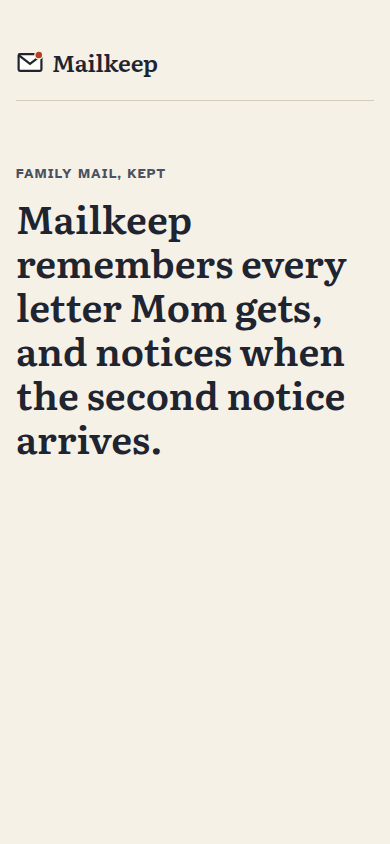 Mailkeep
FAMILY MAIL, KEPT
Mailkeep
remembers every
letter Mom gets,
and notices when
the second notice
arrives.